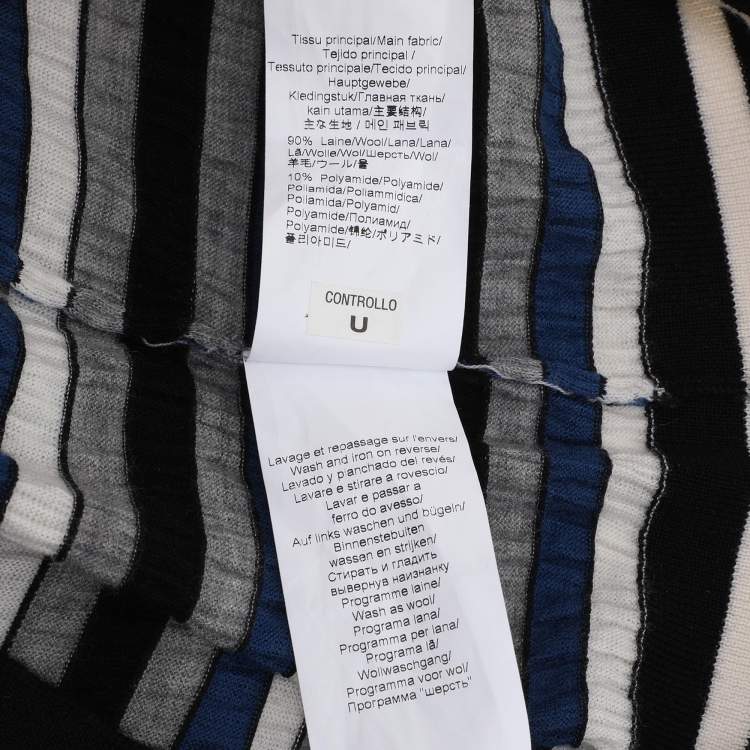 Tissu principal/Main fabric/
Tejido principal /
Tessuto principale/Tecido principal/
Hauptgewebe/
Kledingstuk/Главная ткань/
kain utama/主要结构/
主な生地 / 메인 패브릭
90% Laine/Wool/Lana/Lana/
Lã/Wolle/Wol/Шерсть/Wol/
羊毛/ウール/울
10% Polyamide/Polyamide/
Poliamida/Poliammidica/
Poliamida/Polyamid/
Polyamide/Полиамид/
Polyamide/锦纶/ポリアミド/
폴리아미드/
CONTROLLO
U
Lavage et repassage sur l'envers/
Wash and iron on reverse/
Lavado y planchado del revés/
Lavare e stirare a rovescio/
Lavar e passar a
ferro do avesso/
Auf links waschen und bügeln/
Binnenstebuiten
wassen en strijken/
Стирать и гладить
вывернув наизнанку
Programme laine/
Wash as wool/
Programa lana/
Programma per lana/
Programa lã/
Wollwaschgang/
Programma voor wol/
Программа "шерсть"